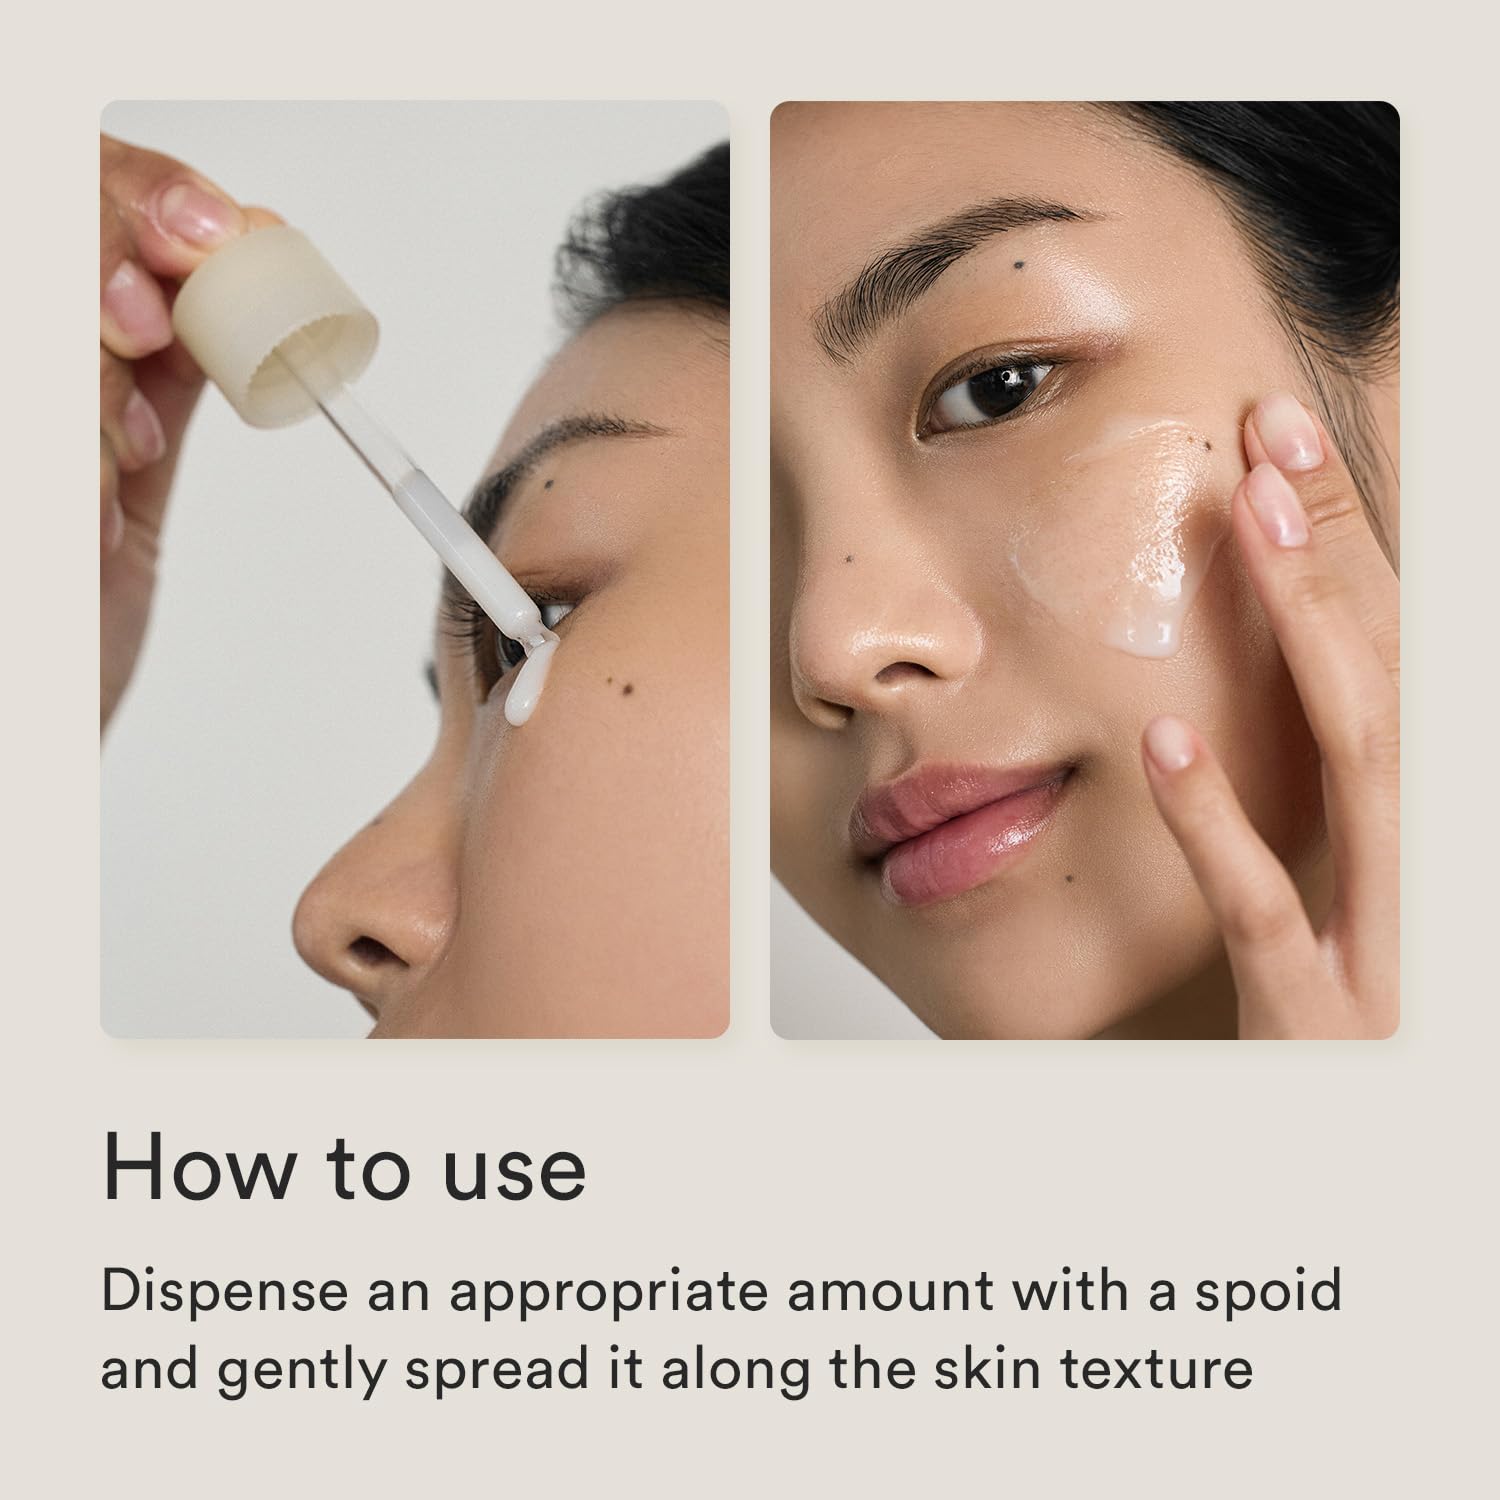 How to use
Dispense an appropriate amount with a spoid
and gently spread it along the skin texture